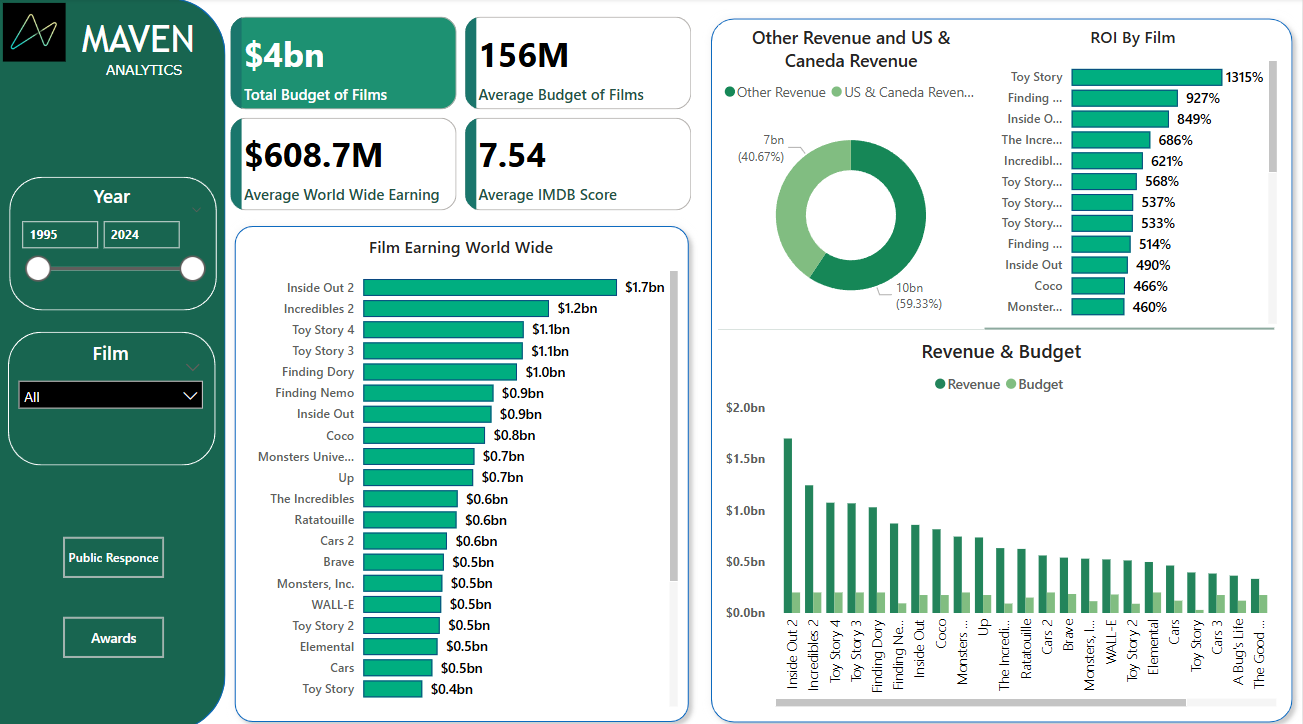 MAVEN
ANALYTICS
Year
1995
2024
Film
All
Public Responce
Awards
$4bn
Total Budget of Films
156M
Average Budget of Films
$608.7M
Average World Wide Earning
7.54
Average IMDB Score
Film Earning World Wide
Inside Out 2 $1.7bn
Incredibles 2 $1.2bn
Toy Story 4 $1.1bn
Toy Story 3 $1.1bn
Finding Dory $1.0bn
Finding Nemo $0.9bn
Inside Out $0.9bn
Coco $0.8bn
Monsters Unive... $0.7bn
Up $0.7bn
The Incredibles $0.6bn
Ratatouille $0.6bn
Cars 2 $0.6bn
Brave $0.5bn
Monsters, Inc. $0.5bn
WALL-E $0.5bn
Toy Story 2 $0.5bn
Elemental $0.5bn
Cars $0.5bn
Toy Story $0.4bn
Other Revenue and US &
Caneda Revenue
Other Revenue US & Caneda Reven...
7bn
(40.67%)
10bn
(59.33%)
ROI By Film
Toy Story 1315%
Finding ... 927%
Inside O... 849%
The Incre... 686%
Incredibl... 621%
Toy Story... 568%
Toy Story... 537%
Toy Story... 533%
Finding ... 514%
Inside Out 490%
Coco 466%
Monster... 460%
Revenue & Budget
Revenue Budget
$2.0bn
$1.5bn
$1.0bn
$0.5bn
$0.0bn
Inside Out 2
Incredibles 2
Toy Story 4
Toy Story 3
Finding Dory
Finding Ne...
Inside Out
Coco
Monsters ...
Up
The Incredi...
Ratatouille
Cars 2
Brave
Monsters, I...
WALL-E
Toy Story 2
Elemental
Cars
Toy Story
Cars 3
A Bug's Life
The Good ...